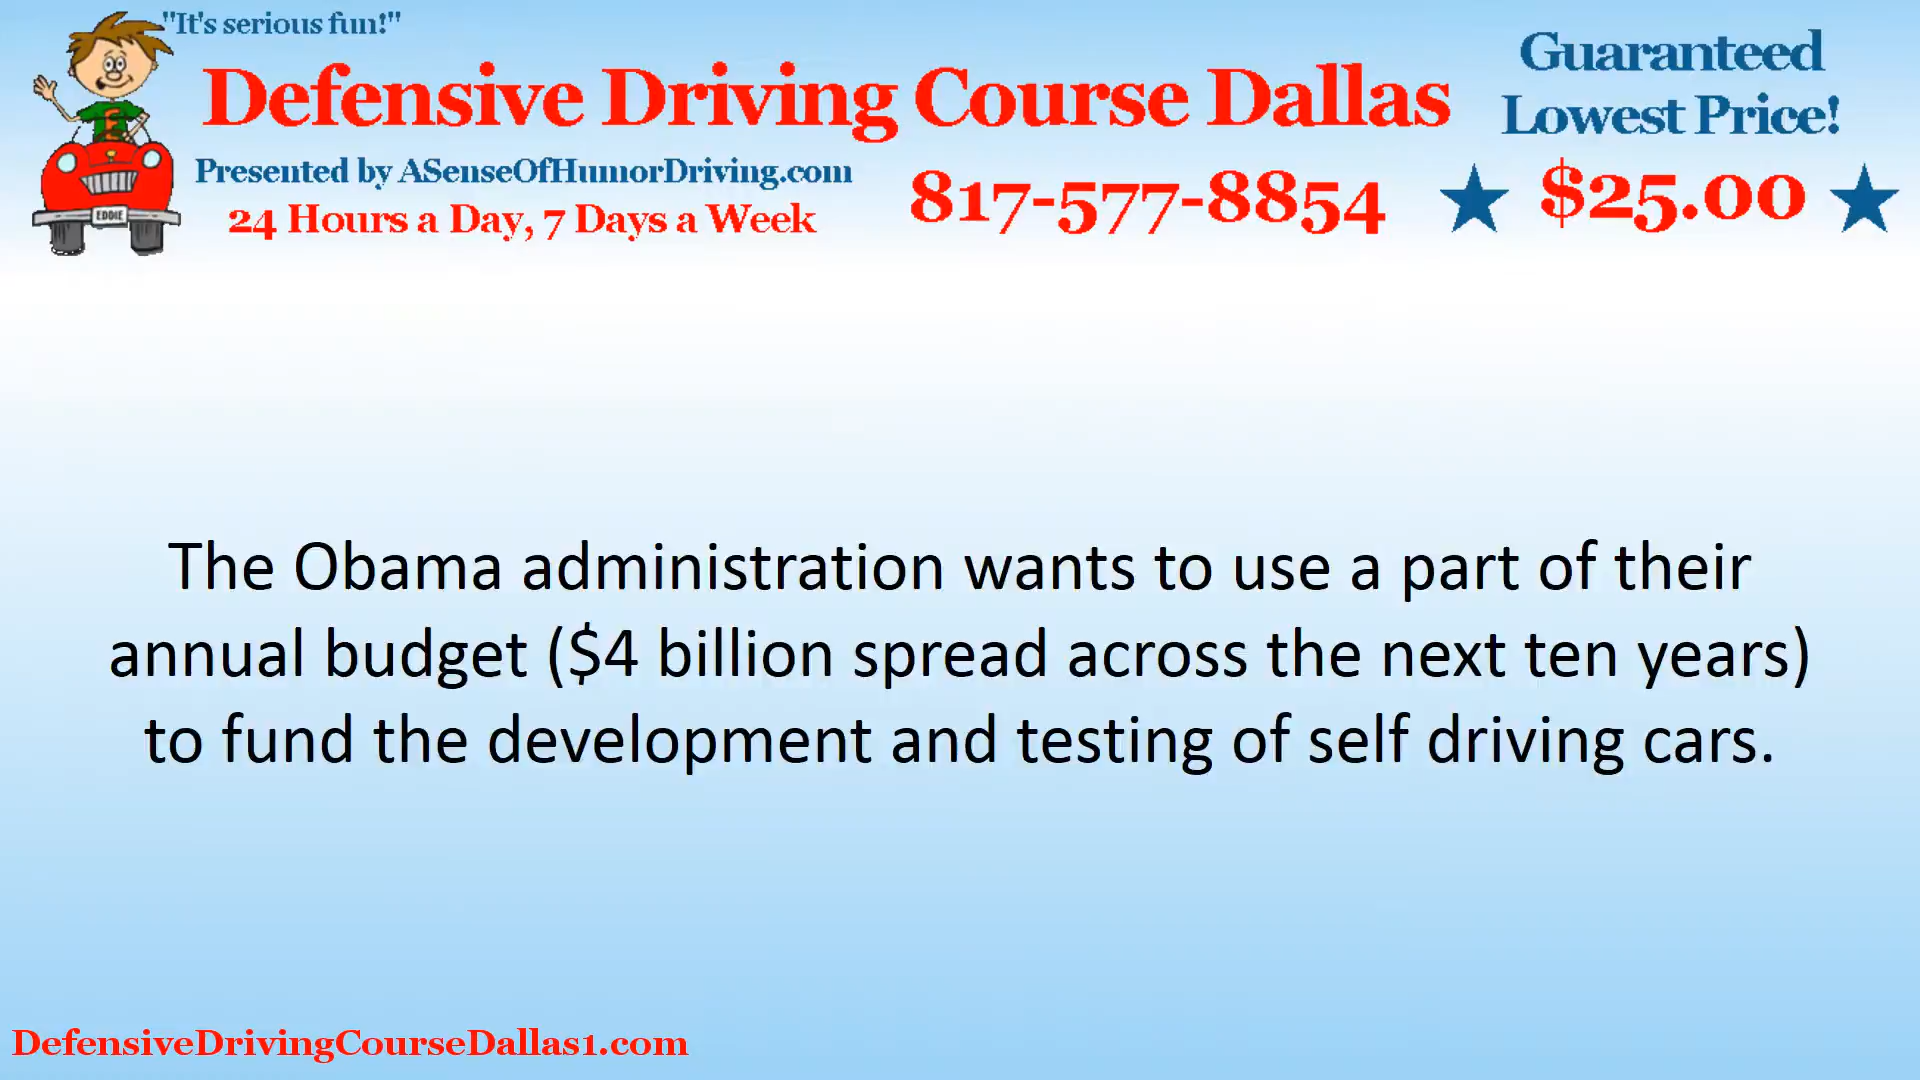 "It's serious fun!"
Defensive Driving Course Dallas
Guaranteed
Lowest Price!
Presented by ASenseOfHumorDriving.com
24 Hours a Day, 7 Days a Week
817-577-8854
$25.00
EDDIE
The Obama administration wants to use a part of their
annual budget ($4 billion spread across the next ten years)
to fund the development and testing of self driving cars.
DefensiveDrivingCourseDallas1.com